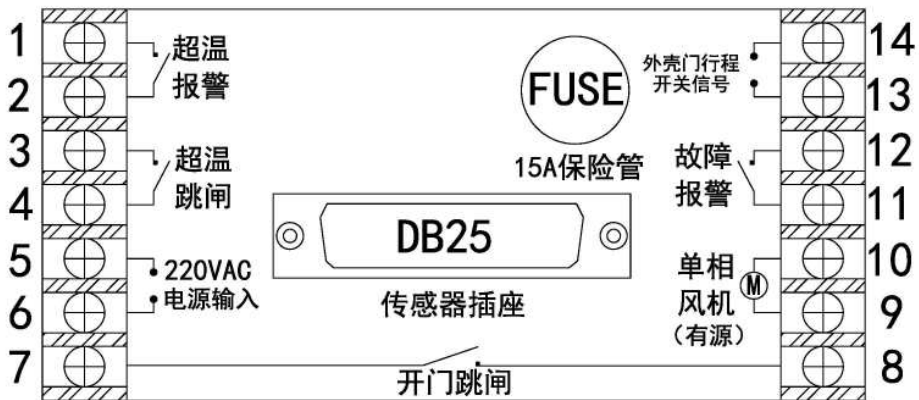 1
超温
报警
2
3
超温
跳闸
4
5
220VAC
电源输入
6
7
FUSE
15A保险管
DB25
传感器插座
开门跳闸
14
外壳门行程
开关信号
13
12
故障
报警
11
10
单相
风机
M
(有源)
9
8